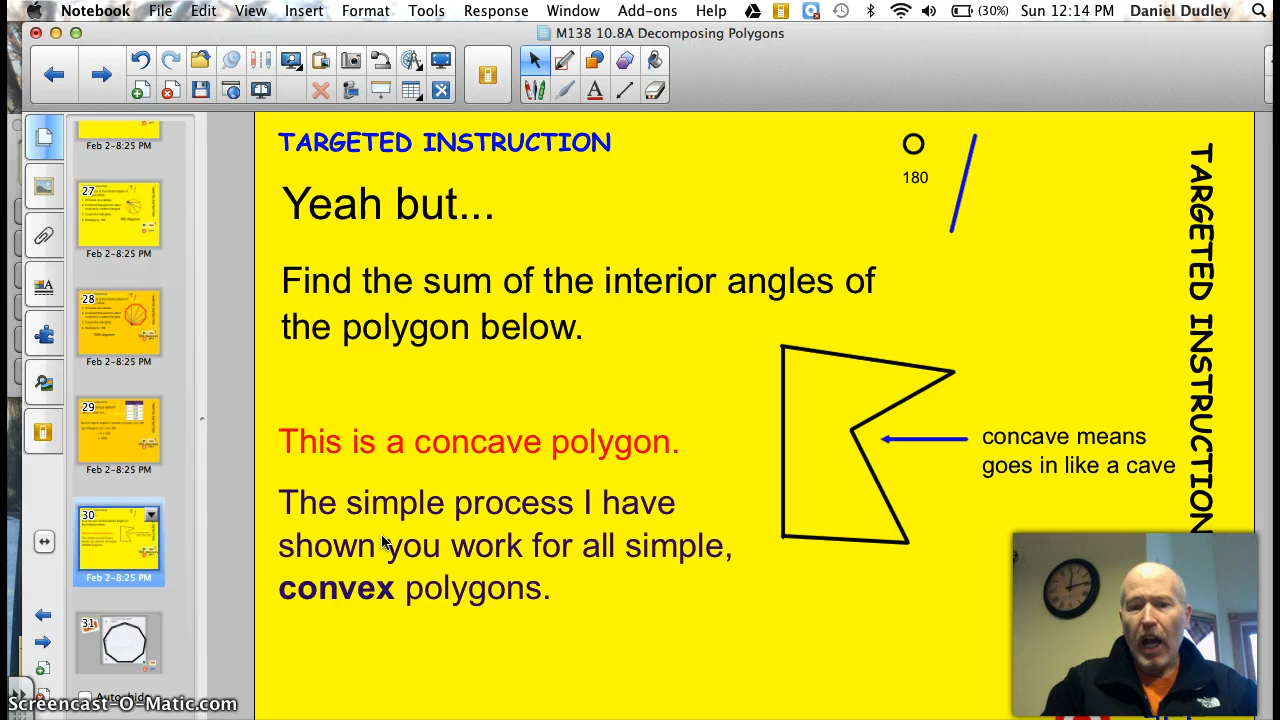 Notebook File Edit View Insert Format Tools Response Window Add-ons Help (30%) Sun 12:14 PM Daniel Dudley
M138 10.8A Decomposing Polygons
Feb 2-8:25 PM
27
Feb 2-8:25 PM
28
Feb 2-8:25 PM
29
Feb 2-8:25 PM
30
Feb 2-8:25 PM
31
TARGETED INSTRUCTION
180
Yeah but...
Find the sum of the interior angles of
the polygon below.
This is a concave polygon.
concave means
goes in like a cave
The simple process I have
shown you work for all simple,
convex polygons.
TARGETED INSTRUCTION
Screencast-O-Matic.com